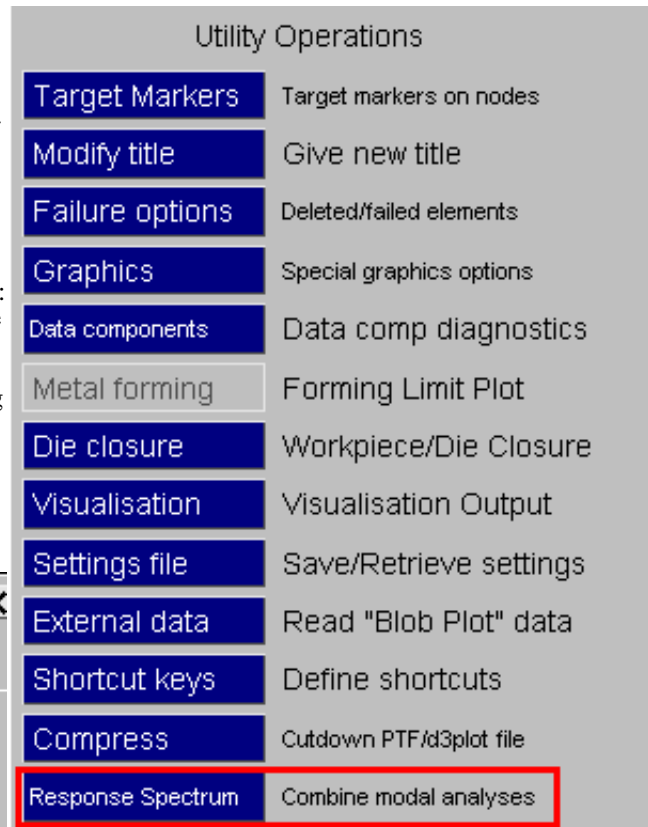 Utility Operations
Target Markers Target markers on nodes
Modify title Give new title
Failure options Deleted/failed elements
Graphics Special graphics options
Data components Data comp diagnostics
Metal forming Forming Limit Plot
Die closure Workpiece/Die Closure
Visualisation Visualisation Output
Settings file Save/Retrieve settings
External data Read "Blob Plot" data
Shortcut keys Define shortcuts
Compress Cutdown PTF/d3plot file
Response Spectrum Combine modal analyses